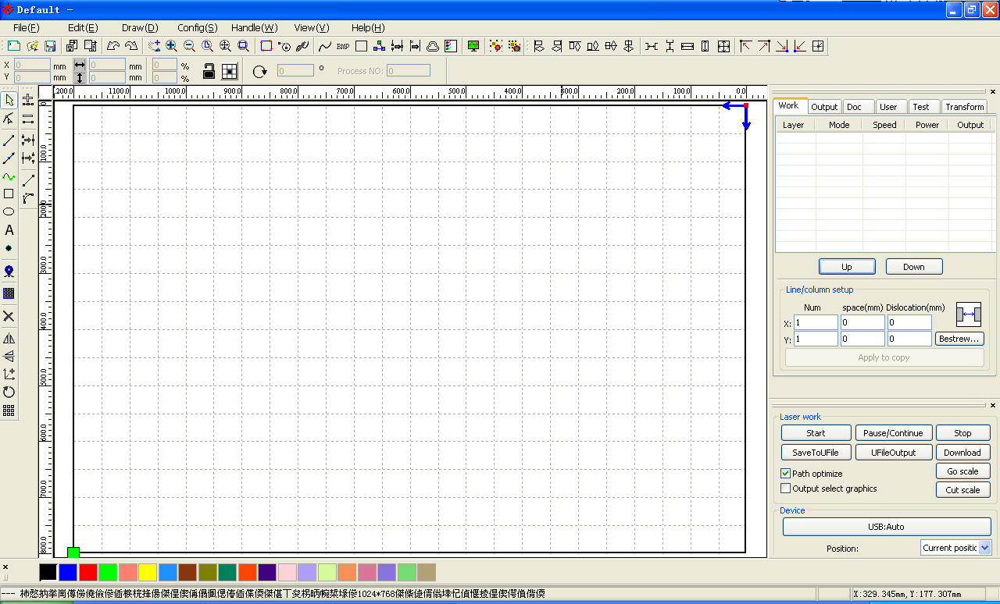 Default -
File(F) Edit(E) Draw(D) Config(S) Handle(W) View(V) Help(H)
BMP
X 0 mm 0 mm 0 %
Y 0 mm 0 mm 0 %
0 ° Process NO: 0
1100.0 1000.0 900.0 800.0 700.0 600.0 500.0 400.0 300.0 200.0 100.0 0.0
0
100.0
200.0
300.0
400.0
500.0
600.0
700.0
800.0
A
Work Output Doc User Test Transform
Layer Mode Speed Power Output
Up Down
Line/column setup
Num space(mm) Dislocation(mm)
X: 1 0 0
Y: 1 0 0 Bestrew...
Apply to copy
Laser work
Start Pause/Continue Stop
SaveToUFile UFileOutput Download
Path optimize Go scale
Output select graphics Cut scale
Device
USB:Auto
Position: Current positic
---
1024*768
X:329.345mm,Y:177.307mm